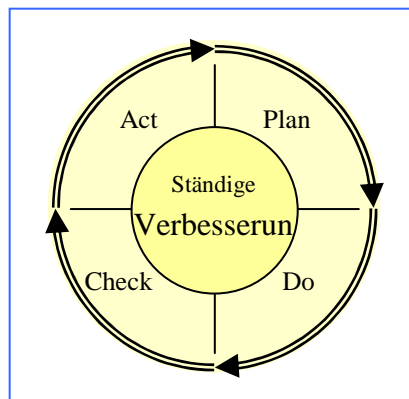 Act
Plan
Ständige
Verbesserun
Check
Do